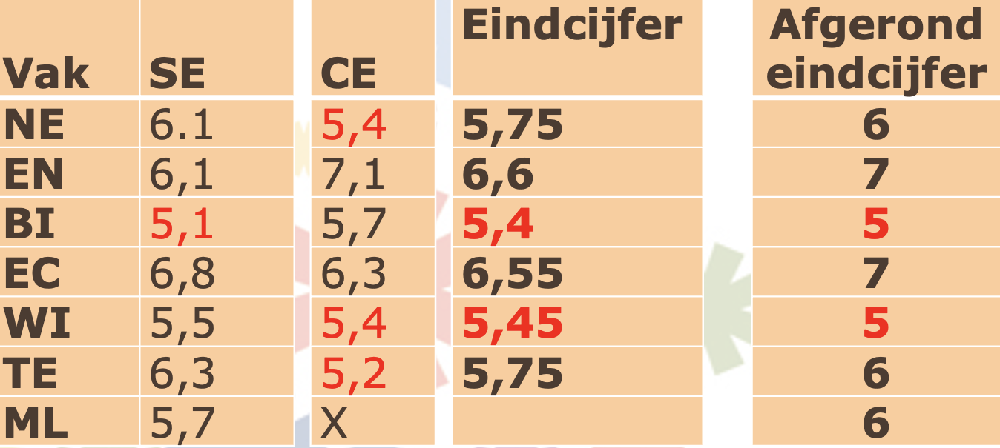 Vak SE CE Eindcijfer Afgerond eindcijfer
NE 6.1 5,4 5,75 6
EN 6,1 7,1 6,6 7
BI 5,1 5,7 5,4 5
EC 6,8 6,3 6,55 7
WI 5,5 5,4 5,45 5
TE 6,3 5,2 5,75 6
ML 5,7 X 6